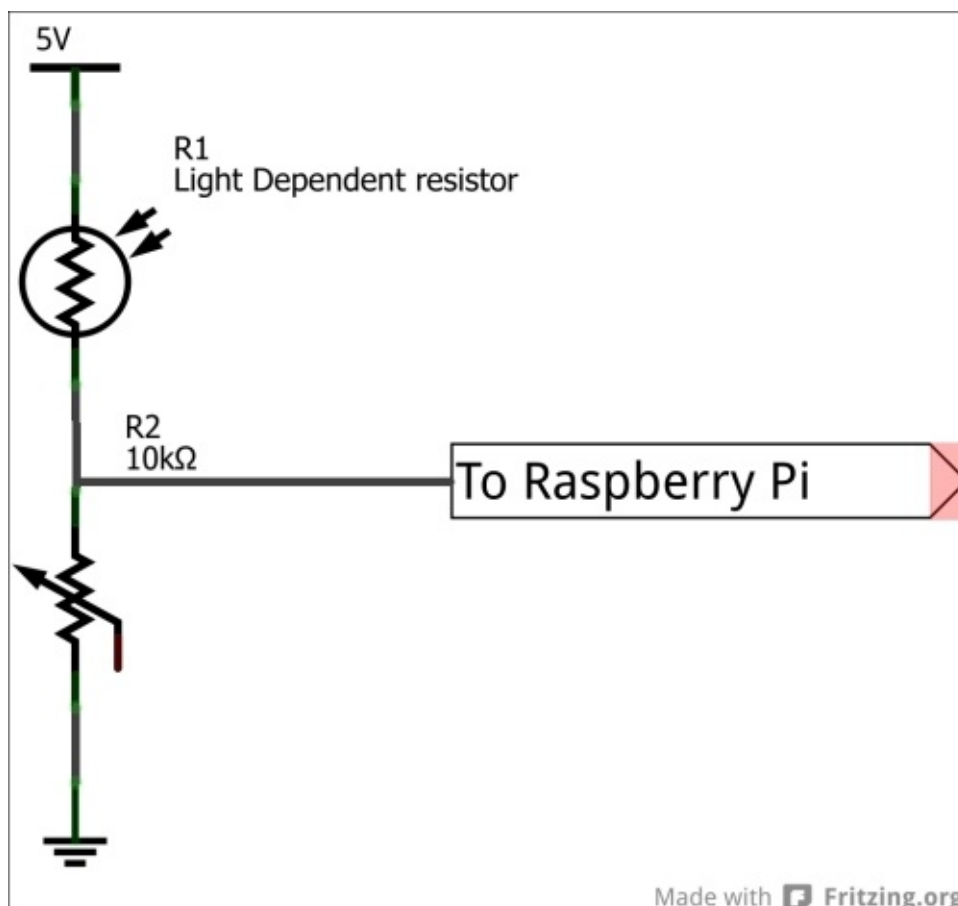 5V
R1
Light Dependent resistor
R2
10kΩ
To Raspberry Pi
Made with Fritzing.org